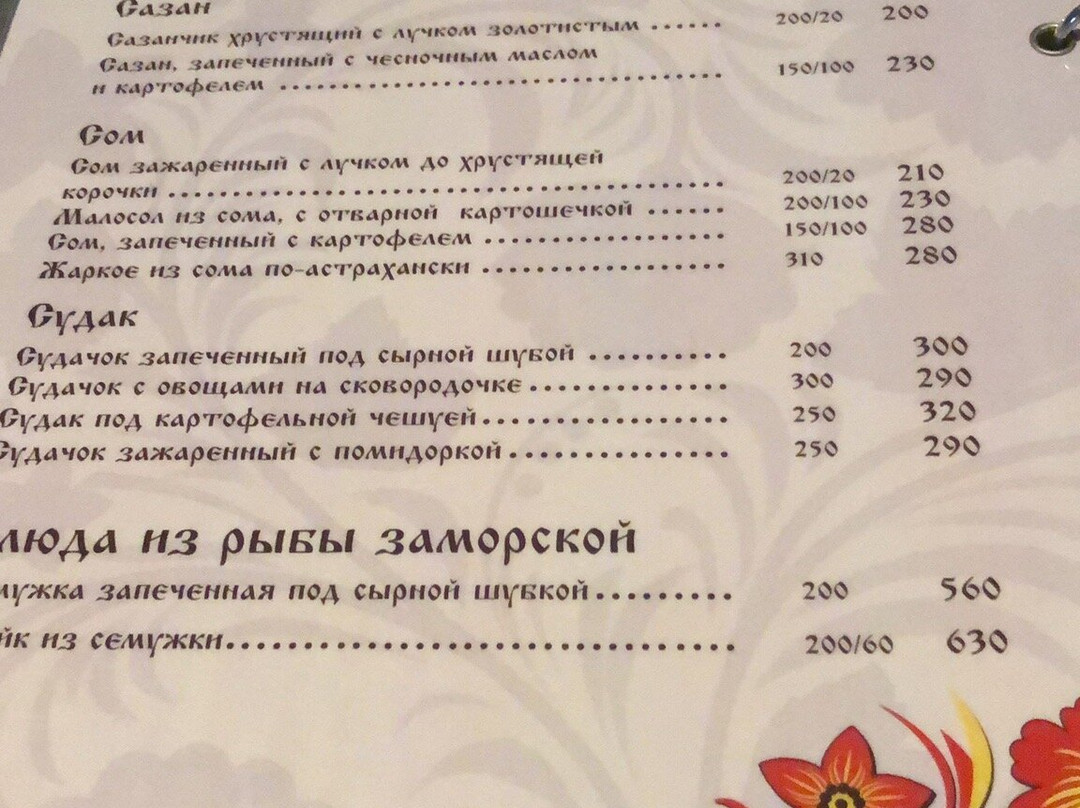 Сазан
Сазанчик хрустящий с лучком золотистым ...... 200/20 200
Сазан, запеченный с чесночным маслом
и картофелем ........................................ 150/100 230
Сом
Сом зажаренный с лучком до хрустящей
корочки ................................................. 200/20 210
Малосол из сома, с отварной картошечкой ...... 200/100 230
Сом, запеченный с картофелем ..................... 150/100 280
Жаркое из сома по-астрахански ..................... 310 280
Судак
Судачок запеченный под сырной шубой .......... 200 300
Судачок с овощами на сковородочке............... 300 290
Судак под картофельной чешуей.................. 250 320
Судачок зажаренный с помидоркой................ 250 290
люда из рыбы заморской
мужка запеченная под сырной шубкой......... 200 560
йк из семужки................................. 200/60 630